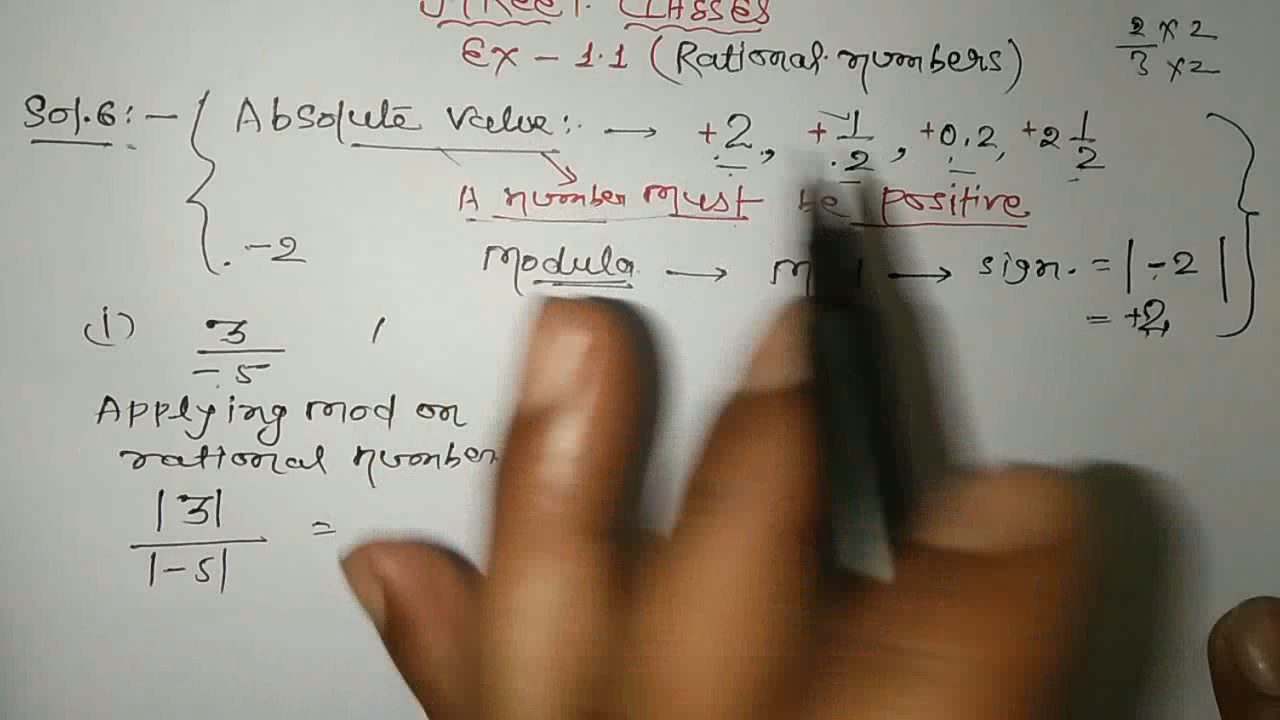 STREET CLASSES
Ex - 1.1 (Rational numbers)
2 × 2
3 × 2
Sol.6:- { Absolute value:. → +2, +1/2, +0.2, +2 1/2 }
A number must be positive
. -2
Modula → → sign. = |-2|
= +2
(i) 3/-5
Applying mod on
rational number
|3|/|-5| =